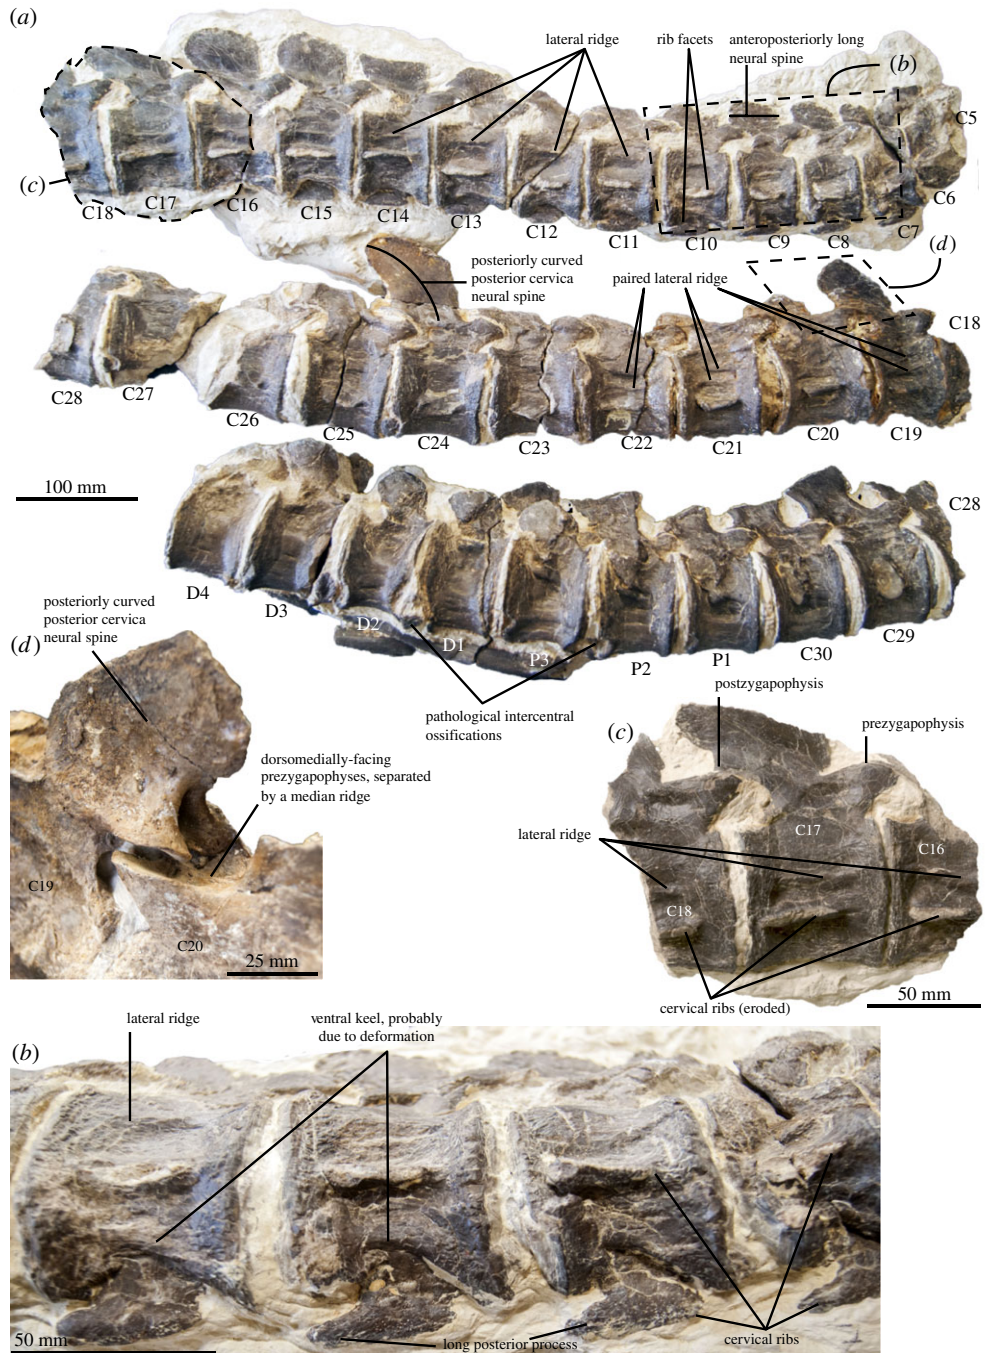 (a)
lateral ridge
rib facets
anteroposteriorly long
neural spine
(b)
C5
(c)
C18
C17
C16
C15
C14
C13
C12
C11
C10
C9
C8
C7
C6
posteriorly curved
posterior cervica
neural spine
paired lateral ridge
(d)
C18
C28
C27
C26
C25
C24
C23
C22
C21
C20
C19
100 mm
C28
D4
D3
D2
D1
P3
P2
P1
C30
C29
pathological intercentral
ossifications
posteriorly curved
posterior cervica
neural spine
(d)
dorsomedially-facing
prezygapophyses, separated
by a median ridge
C19
C20
25 mm
postzygapophysis
(c)
prezygapophysis
lateral ridge
C17
C16
C18
cervical ribs (eroded)
50 mm
lateral ridge
ventral keel, probably
due to deformation
(b)
50 mm
long posterior process
cervical ribs